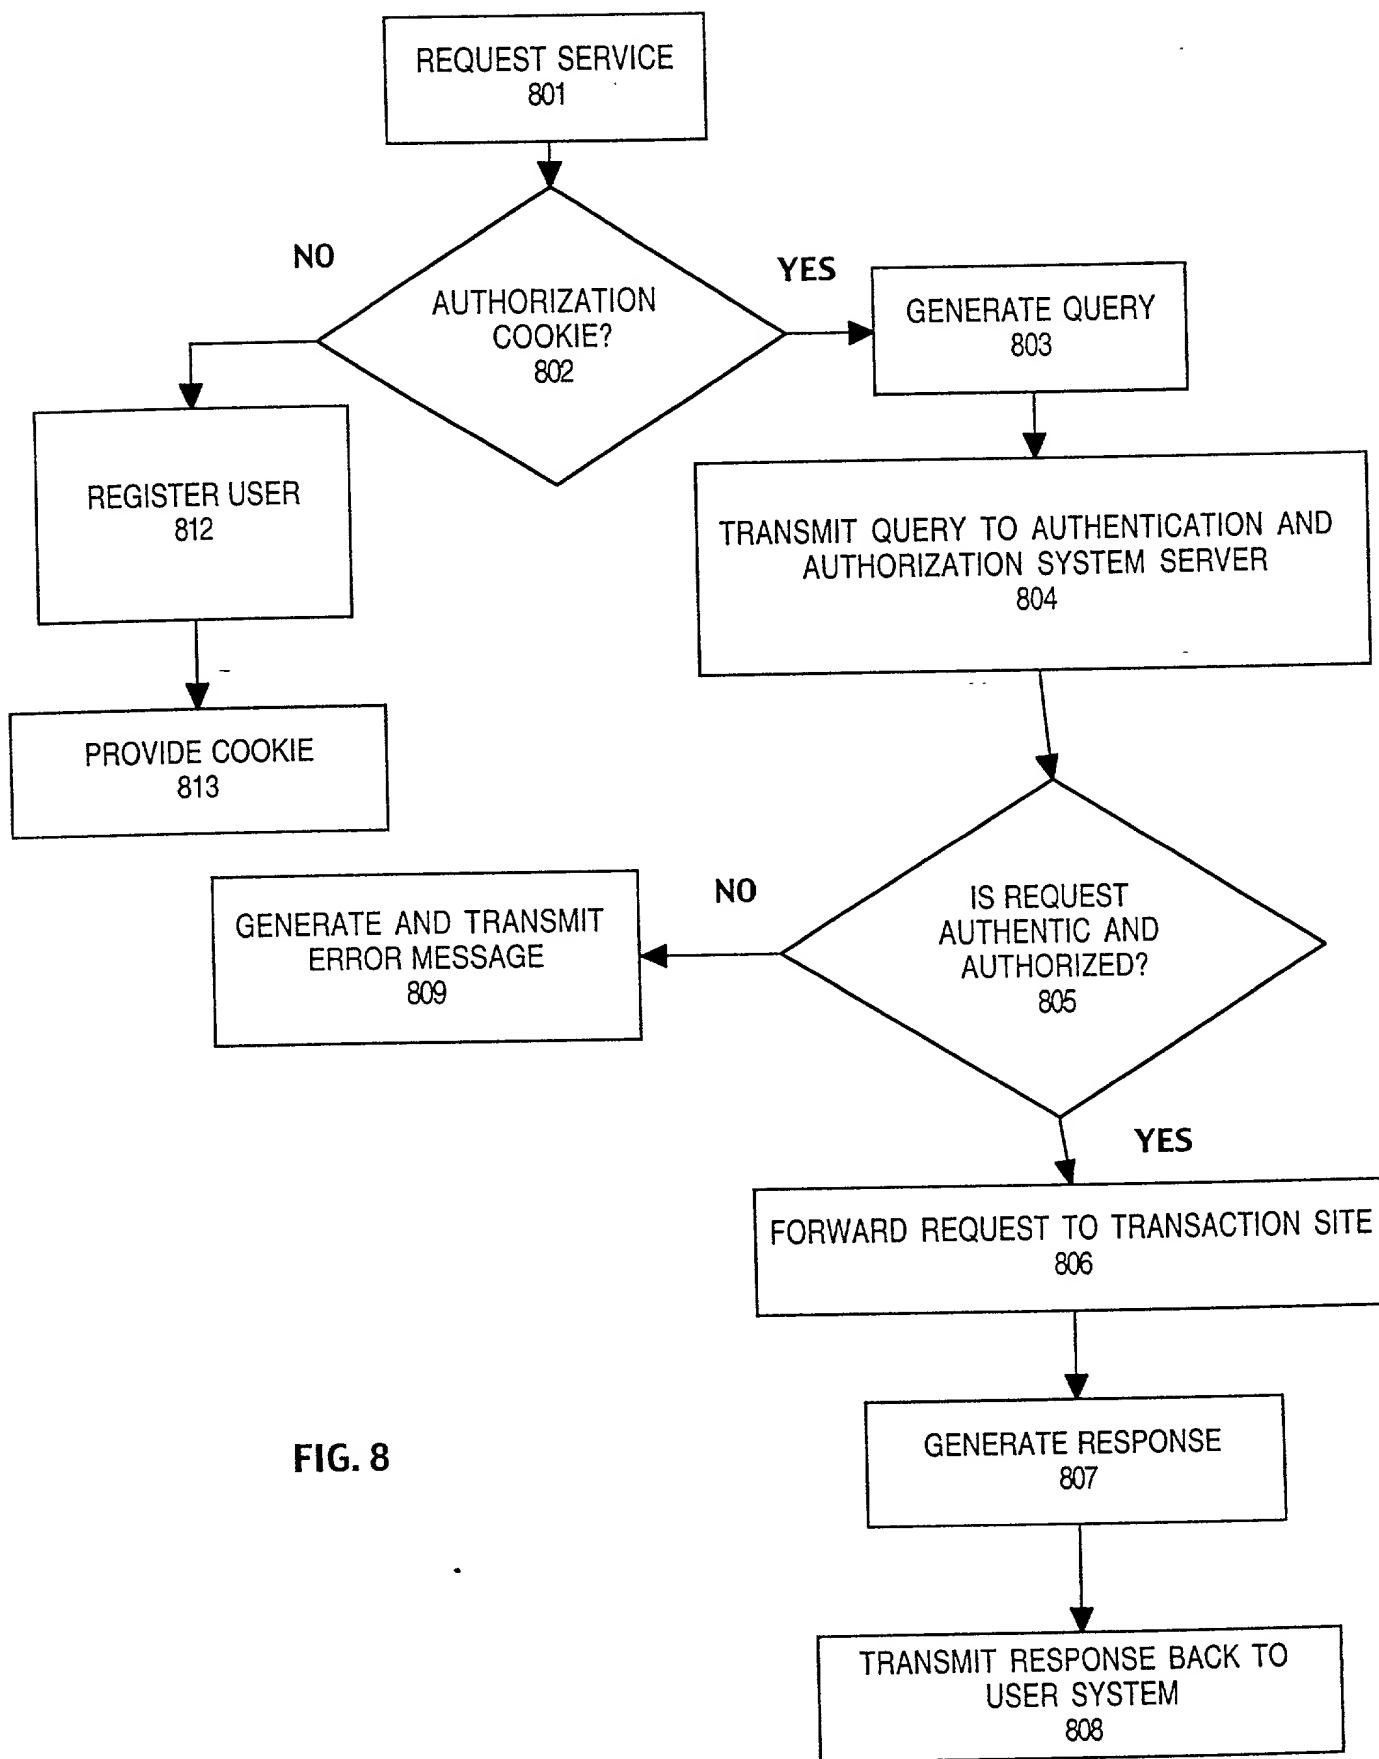 REQUEST SERVICE
801
NO
YES
AUTHORIZATION
COOKIE?
802
GENERATE QUERY
803
REGISTER USER
812
TRANSMIT QUERY TO AUTHENTICATION AND
AUTHORIZATION SYSTEM SERVER
804
PROVIDE COOKIE
813
NO
IS REQUEST
AUTHENTIC AND
AUTHORIZED?
805
GENERATE AND TRANSMIT
ERROR MESSAGE
809
YES
FORWARD REQUEST TO TRANSACTION SITE
806
GENERATE RESPONSE
807
FIG. 8
TRANSMIT RESPONSE BACK TO
USER SYSTEM
808